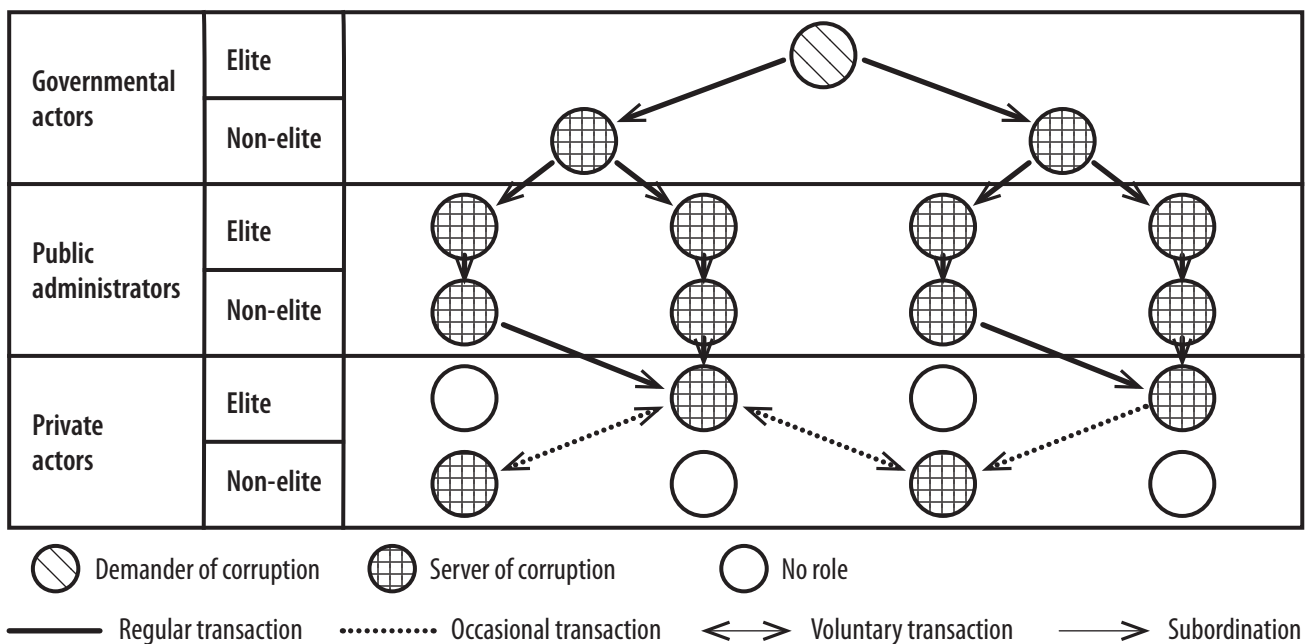 Governmental
actors
Elite
Non-elite
Public
administrators
Elite
Non-elite
Private
actors
Elite
Non-elite
Demander of corruption
Server of corruption
No role
Regular transaction
Occasional transaction
Voluntary transaction
Subordination